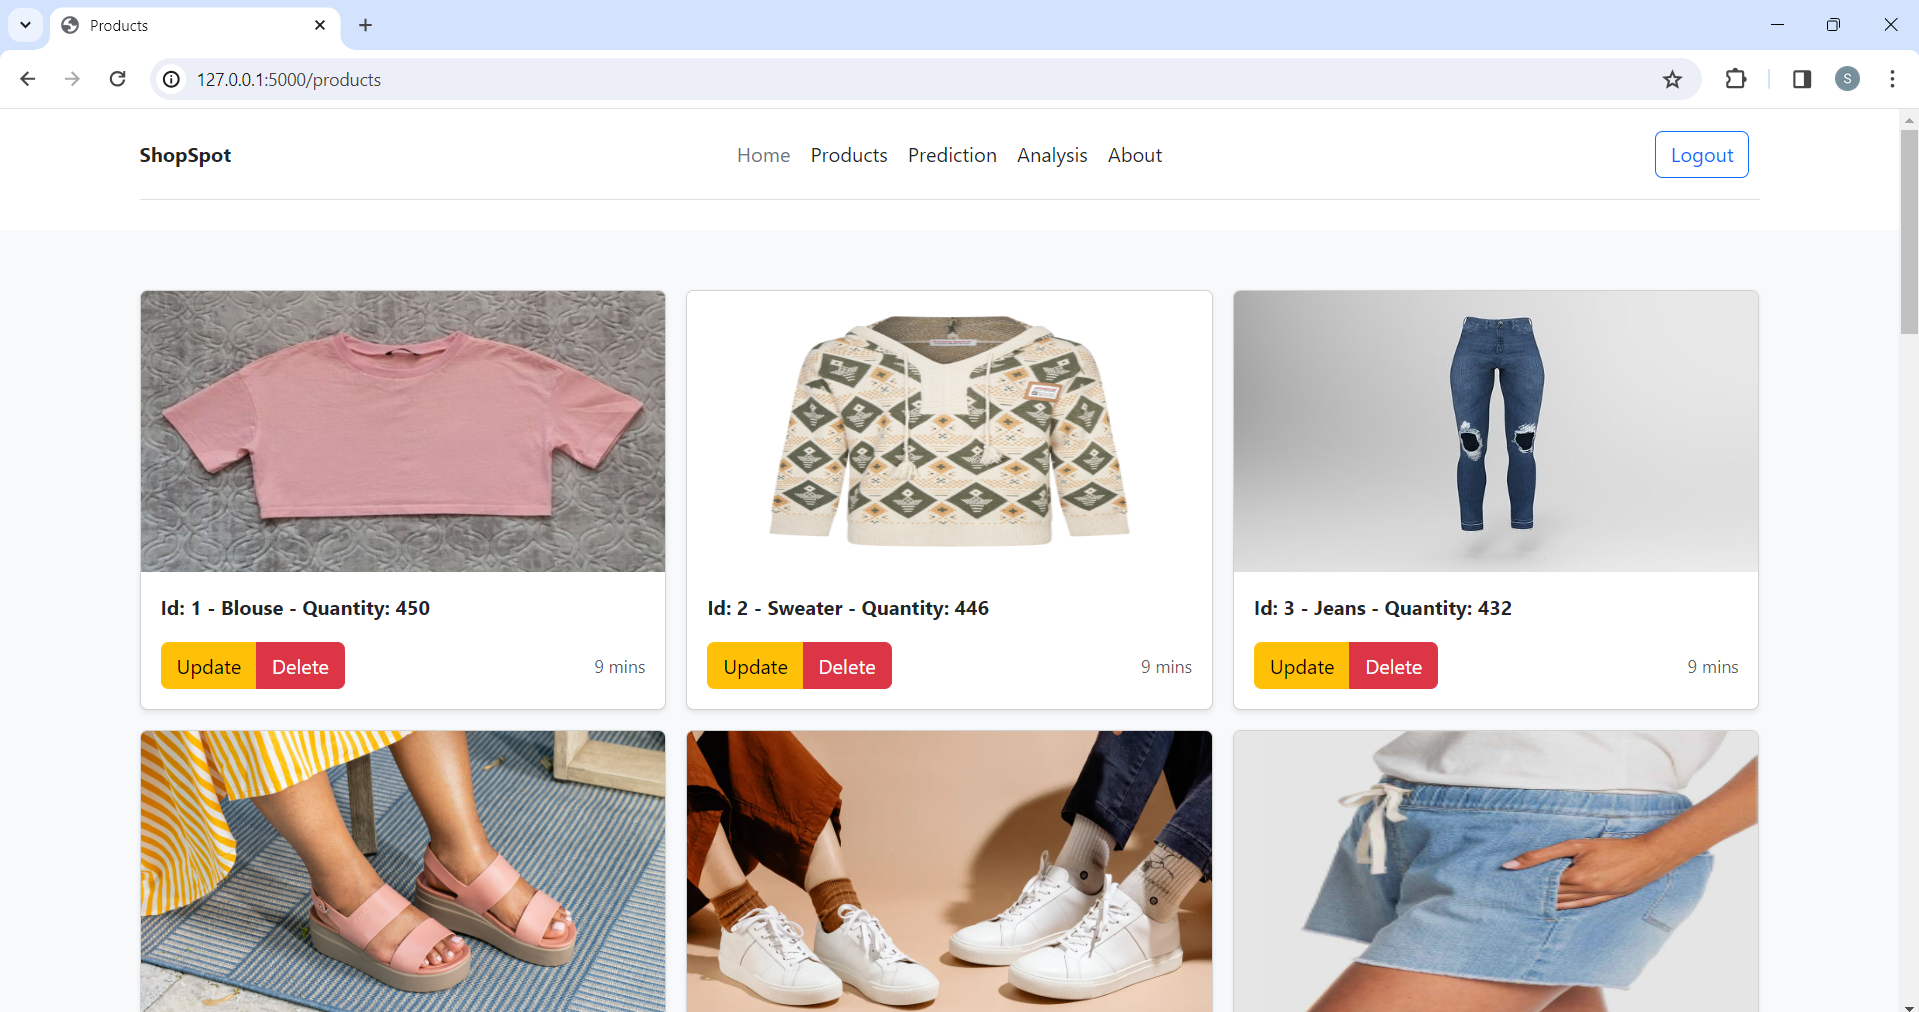 Products
127.0.0.1:5000/products
S
ShopSpot
Home Products Prediction Analysis About
Logout
Id: 1 - Blouse - Quantity: 450
Update Delete 9 mins
Id: 2 - Sweater - Quantity: 446
Update Delete 9 mins
Id: 3 - Jeans - Quantity: 432
Update Delete 9 mins